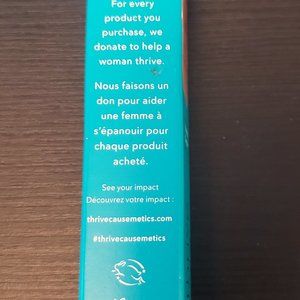 For every
product you
purchase, we
donate to help a
woman thrive.
Nous faisons un
don pour aider
une femme à
s'épanouir pour
chaque produit
acheté.
See your impact
Découvrez votre impact :
thrivecausemetics.com
#thrivecausemetics